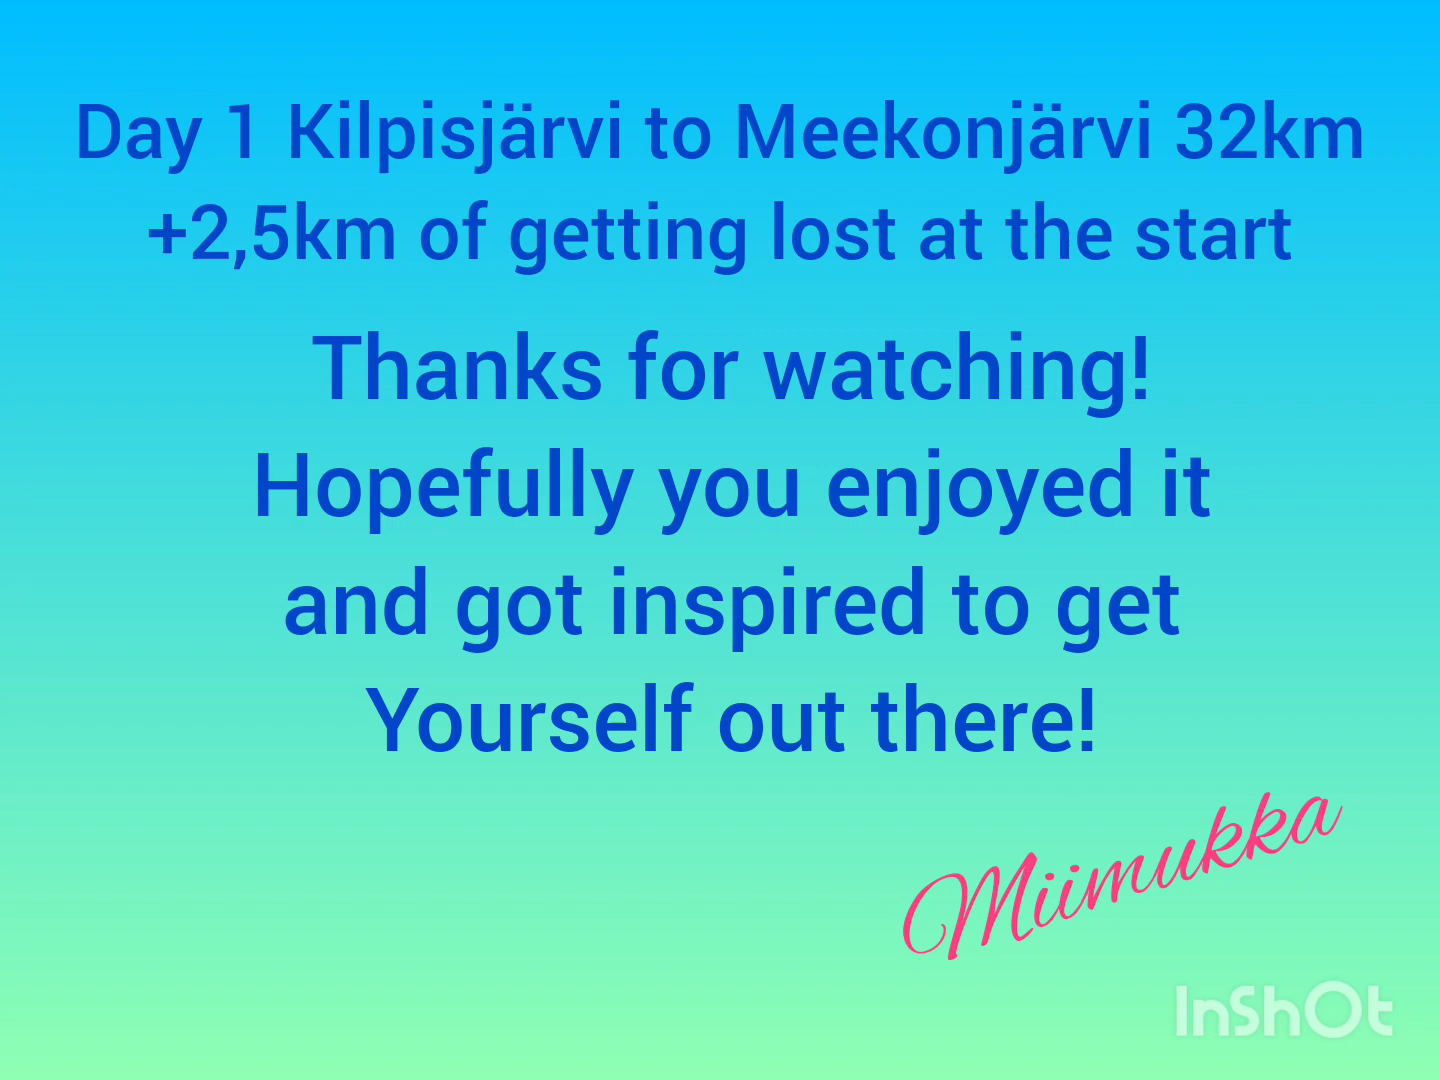 Day 1 Kilpisjärvi to Meekonjärvi 32km
+2,5km of getting lost at the start
Thanks for watching!
Hopefully you enjoyed it
and got inspired to get
Yourself out there!
Miimukka
InShOt